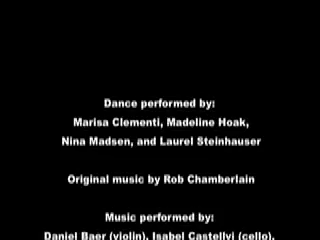 Dance performed by:
Marisa Clementi, Madeline Hoak,
Nina Madsen, and Laurel Steinhauser
Original music by Rob Chamberlain
Music performed by:
Daniel Baer (violin), Isabel Castellvi (cello),